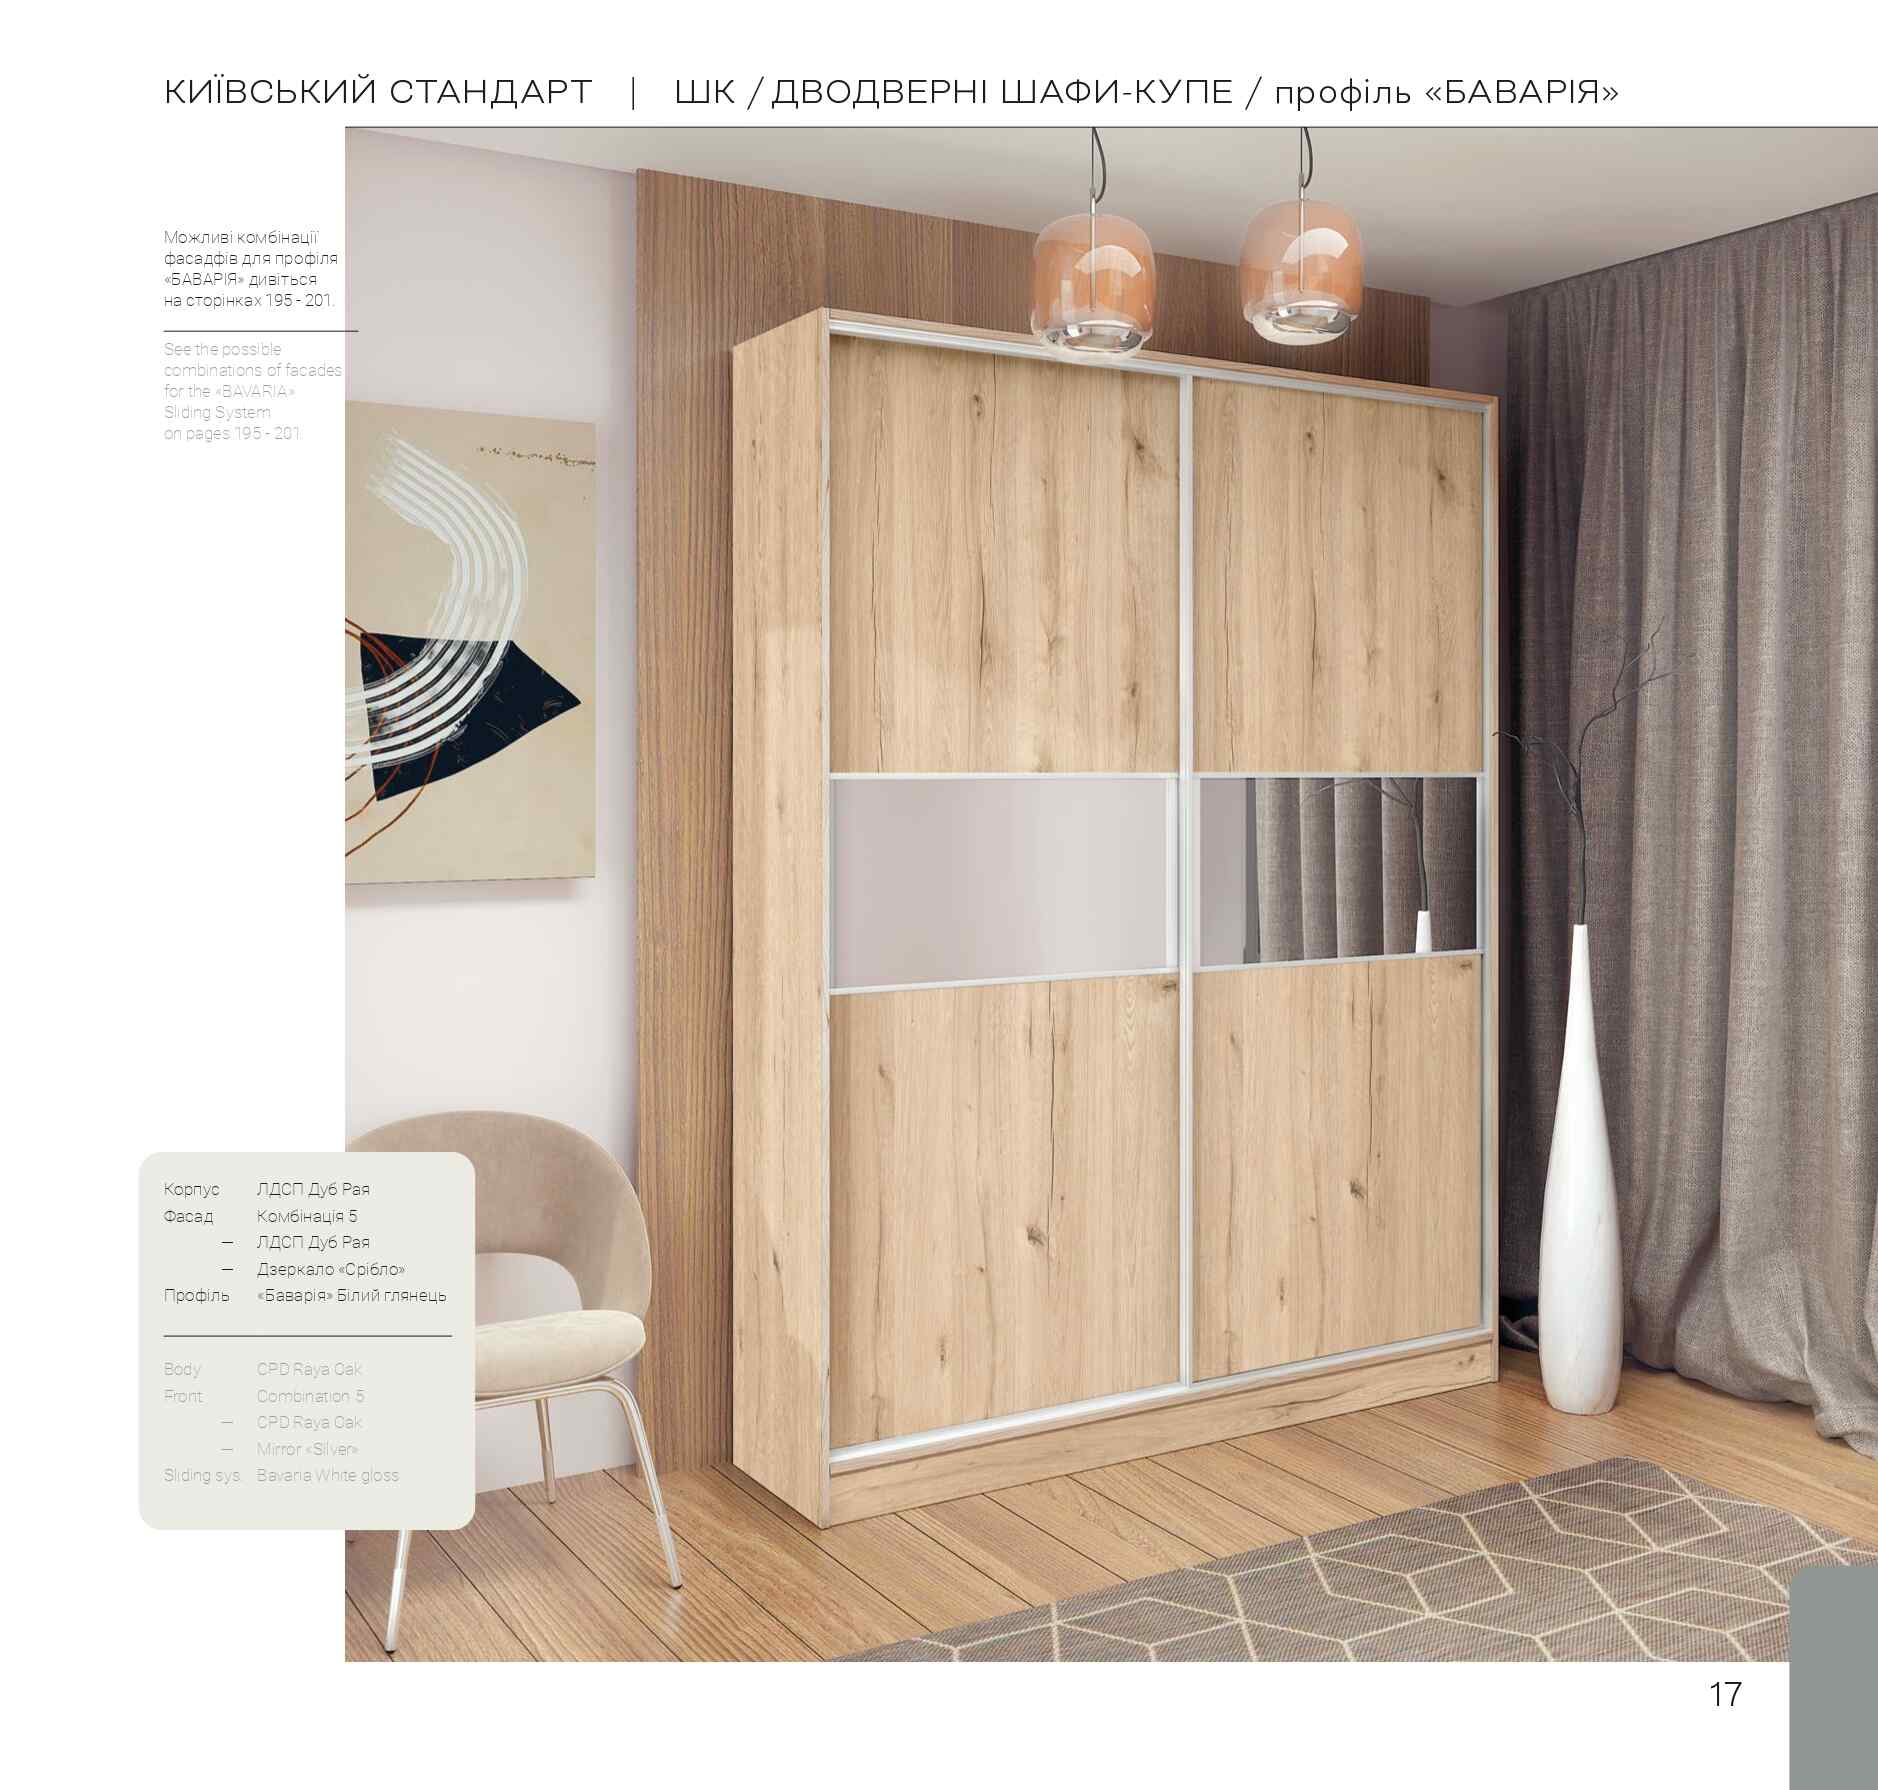 КИЇВСЬКИЙ СТАНДАРТ | ШК / ДВОДВЕРНІ ШАФИ-КУПЕ / профіль «БАВАРІЯ»
Можливі комбінації
фасадфів для профіля
«БАВАРІЯ» дивіться
на сторінках 195 - 201.
See the possible
combinations of facades
for the «BAVARIA»
Sliding System
on pages 195 - 201.
Корпус ЛДСП Дуб Рая
Фасад Комбінація 5
– ЛДСП Дуб Рая
– Дзеркало «Срібло»
Профіль «Баварія» Білий глянець
Body CPD Raya Oak
Front Combination 5
– CPD Raya Oak
– Mirror «Silver»
Sliding sys. Bavaria White gloss
17